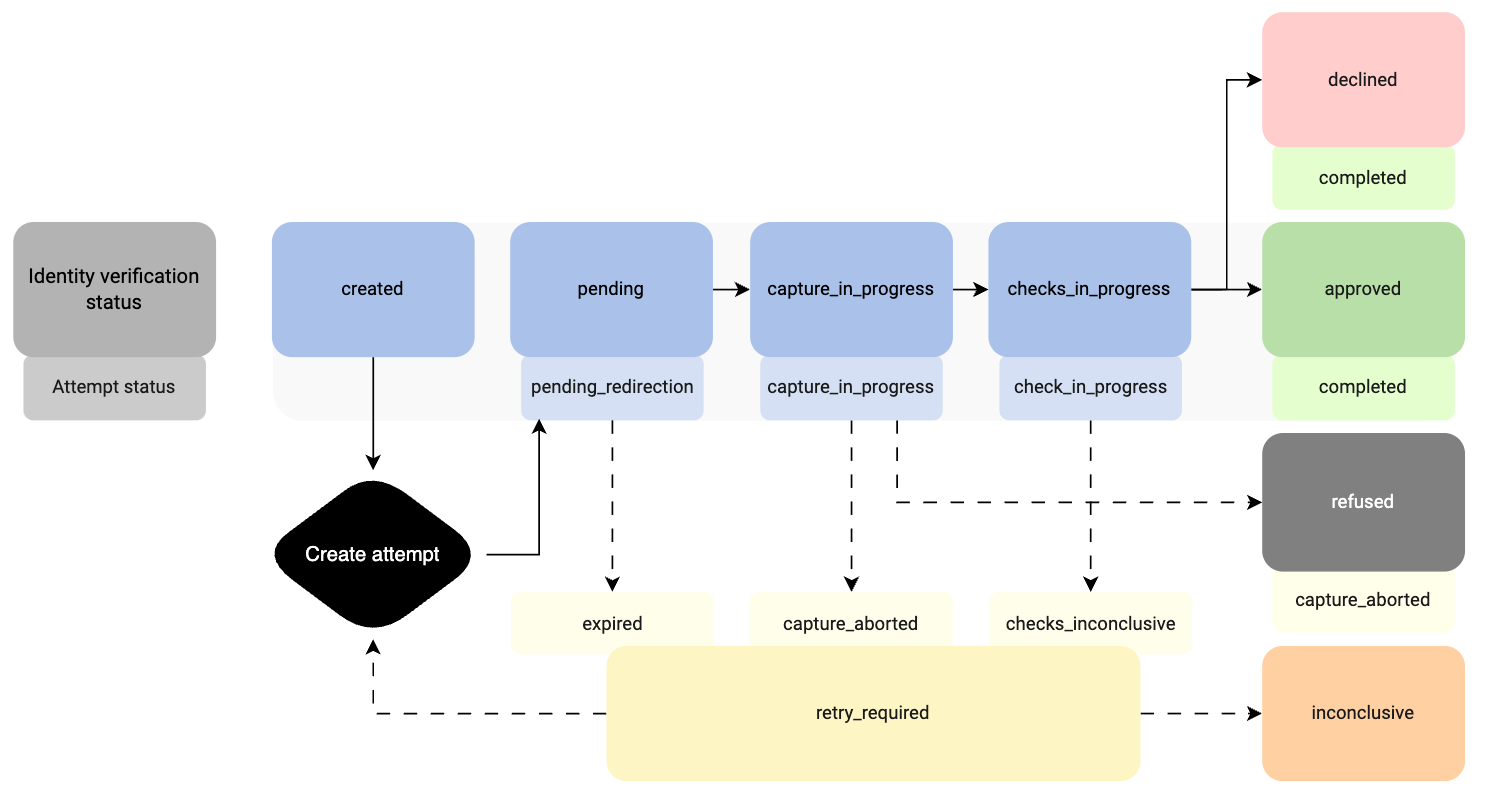 declined
completed
Identity verification
status
Attempt status
created
pending
capture_in_progress
checks_in_progress
approved
pending_redirection
capture_in_progress
check_in_progress
completed
refused
Create attempt
capture_aborted
expired
capture_aborted
checks_inconclusive
retry_required
inconclusive